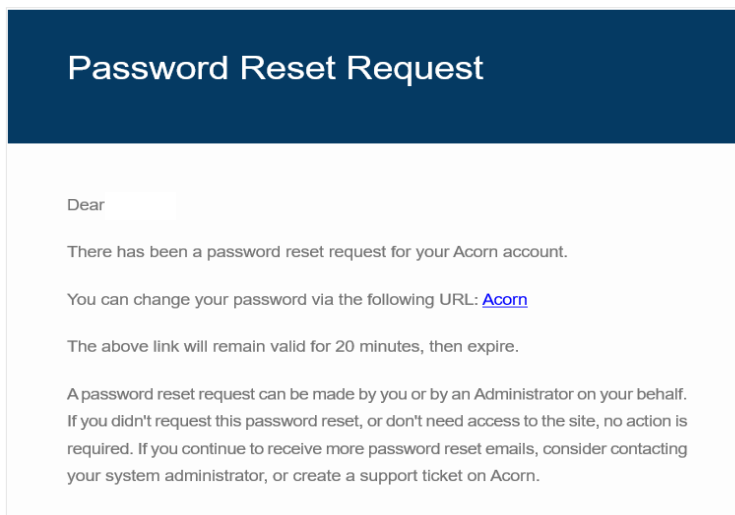 Password Reset Request
Dear
There has been a password reset request for your Acorn account.
You can change your password via the following URL: Acorn
The above link will remain valid for 20 minutes, then expire.
A password reset request can be made by you or by an Administrator on your behalf.
If you didn't request this password reset, or don't need access to the site, no action is
required. If you continue to receive more password reset emails, consider contacting
your system administrator, or create a support ticket on Acorn.